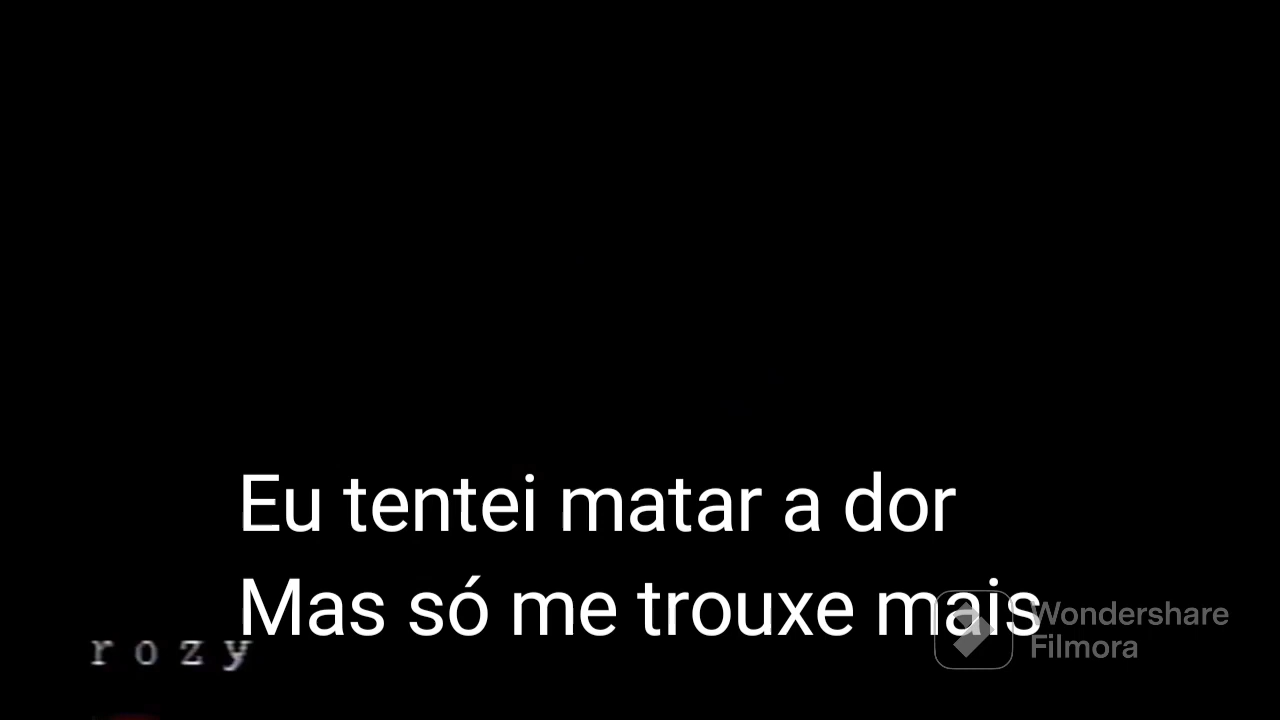 Eu tentei matar a dor
Mas só me trouxe mais
r o z y
Wondershare
Filmora